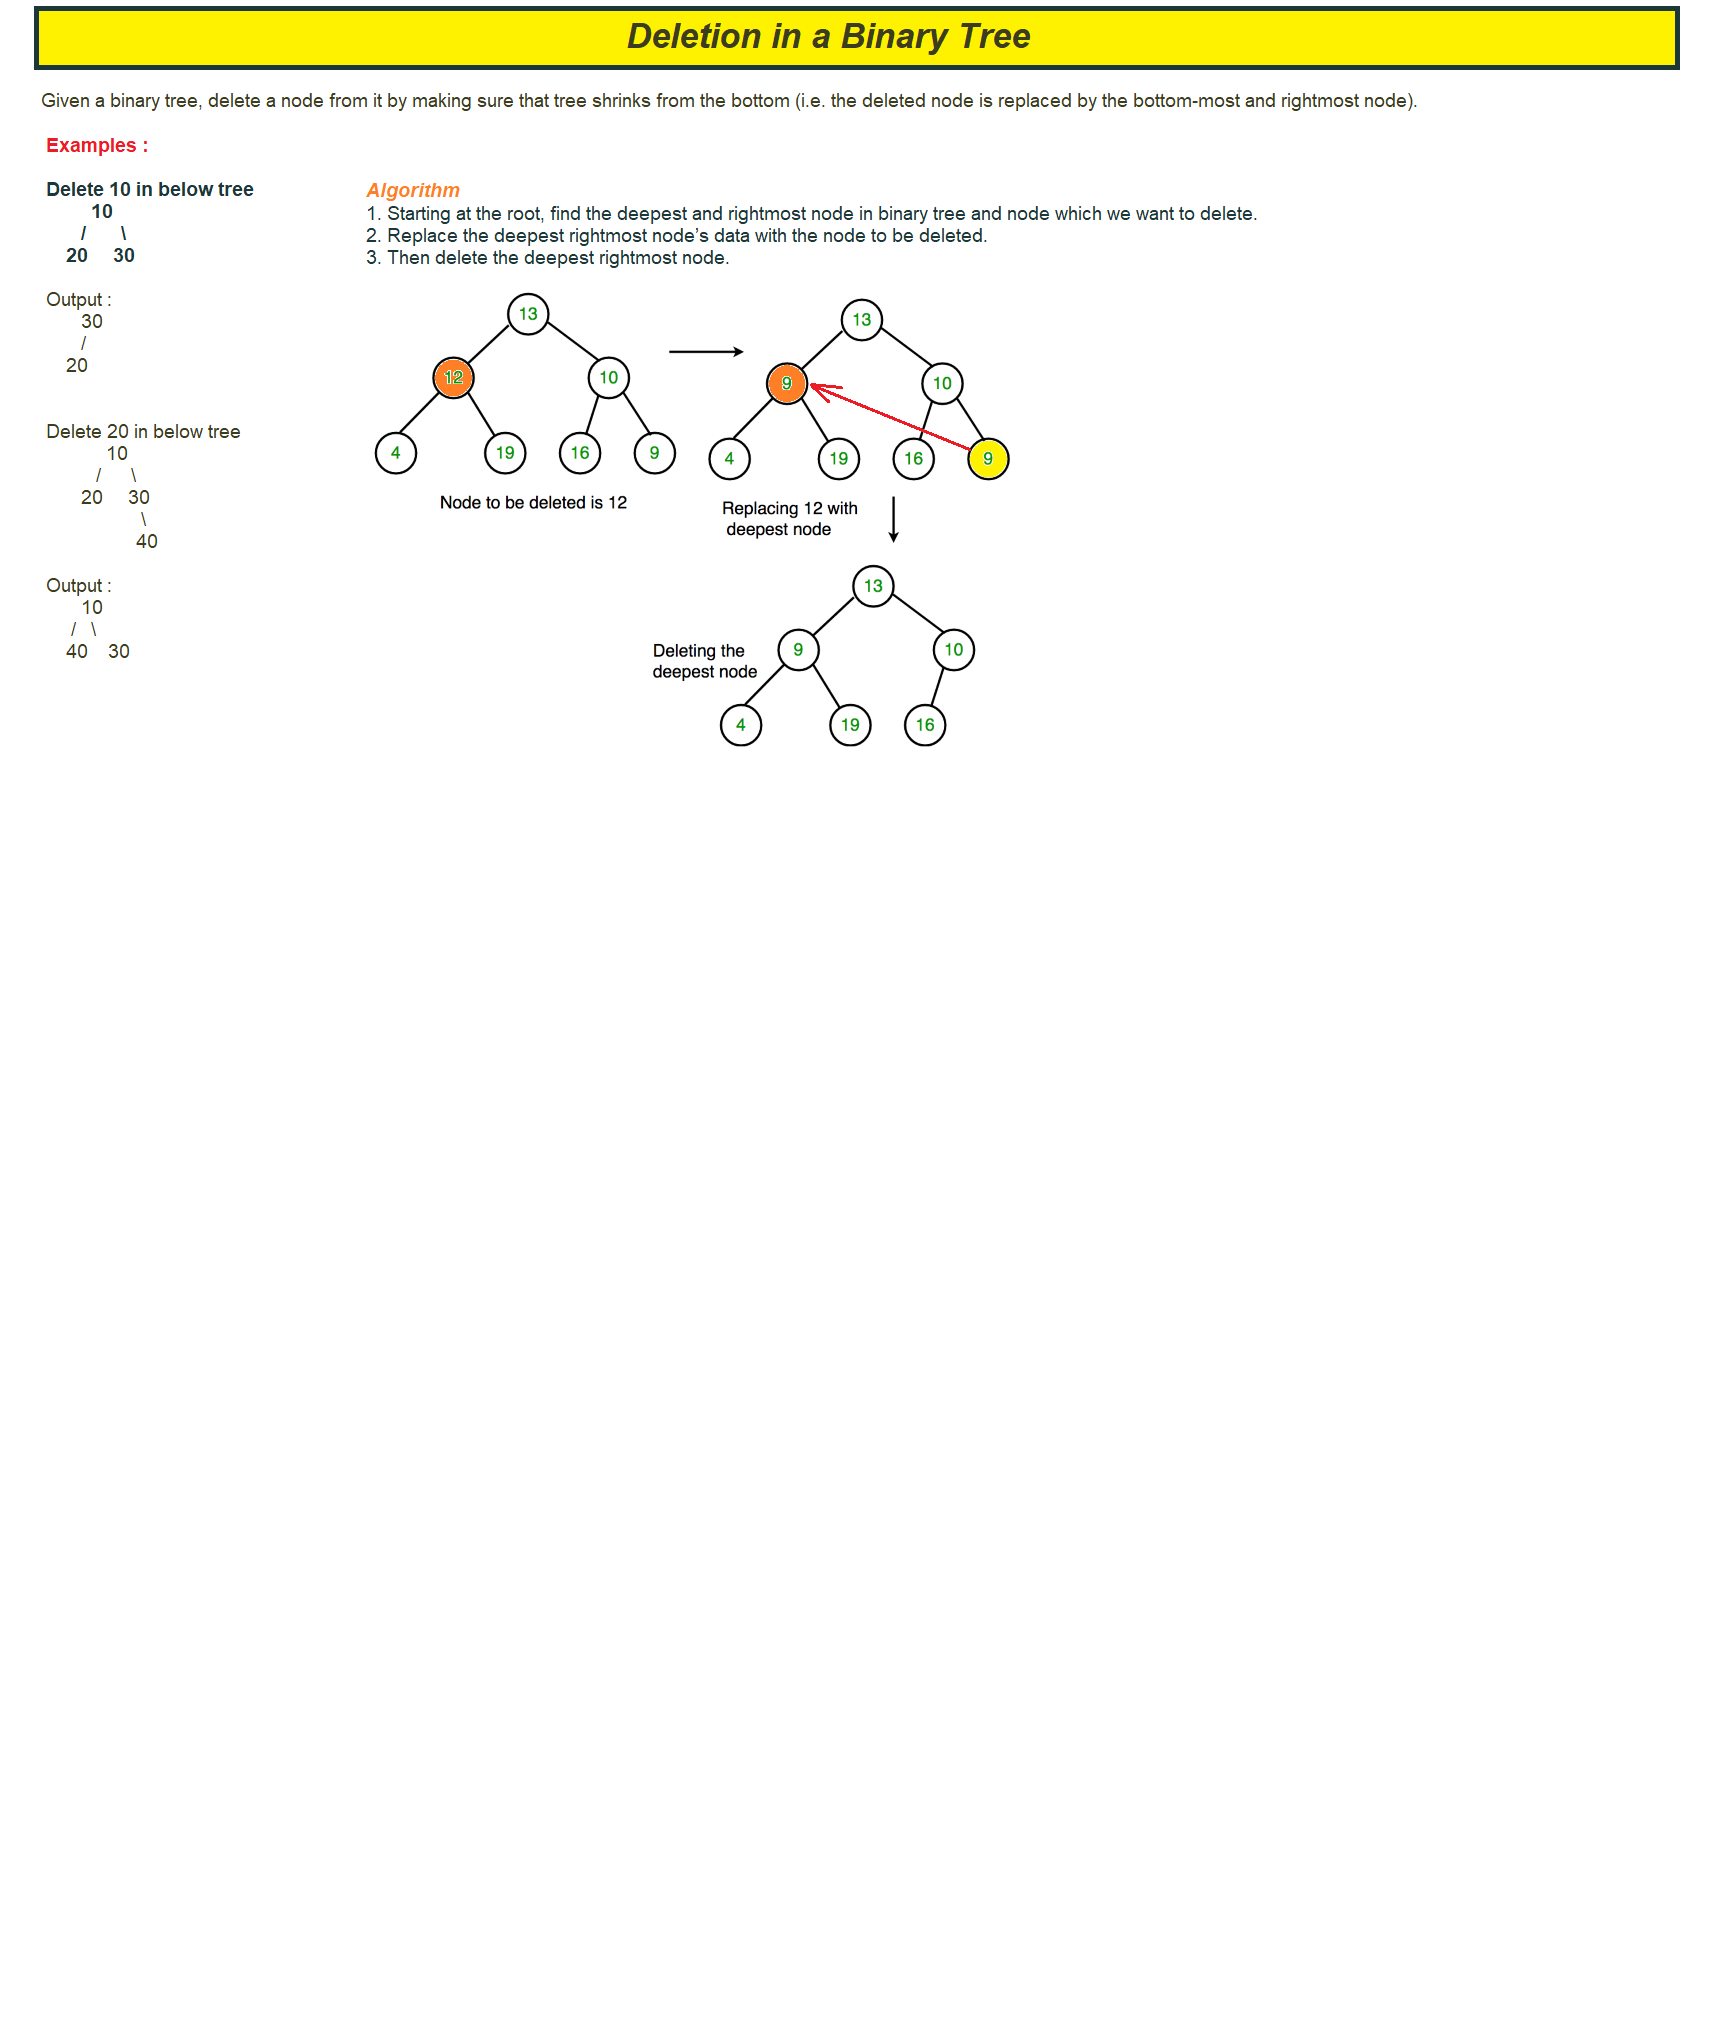 Deletion in a Binary Tree
Given a binary tree, delete a node from it by making sure that tree shrinks from the bottom (i.e. the deleted node is replaced by the bottom-most and rightmost node).
Examples :
Delete 10 in below tree
10
/ \
20 30
Output :
30
/
20
Delete 20 in below tree
10
/ \
20 30
\
40
Output :
10
/ \
40 30
Algorithm
1. Starting at the root, find the deepest and rightmost node in binary tree and node which we want to delete.
2. Replace the deepest rightmost node’s data with the node to be deleted.
3. Then delete the deepest rightmost node.
13
12 10
4 19 16 9
Node to be deleted is 12
13
9 10
4 19 16 9
Replacing 12 with
deepest node
13
9 10
4 19 16
Deleting the
deepest node